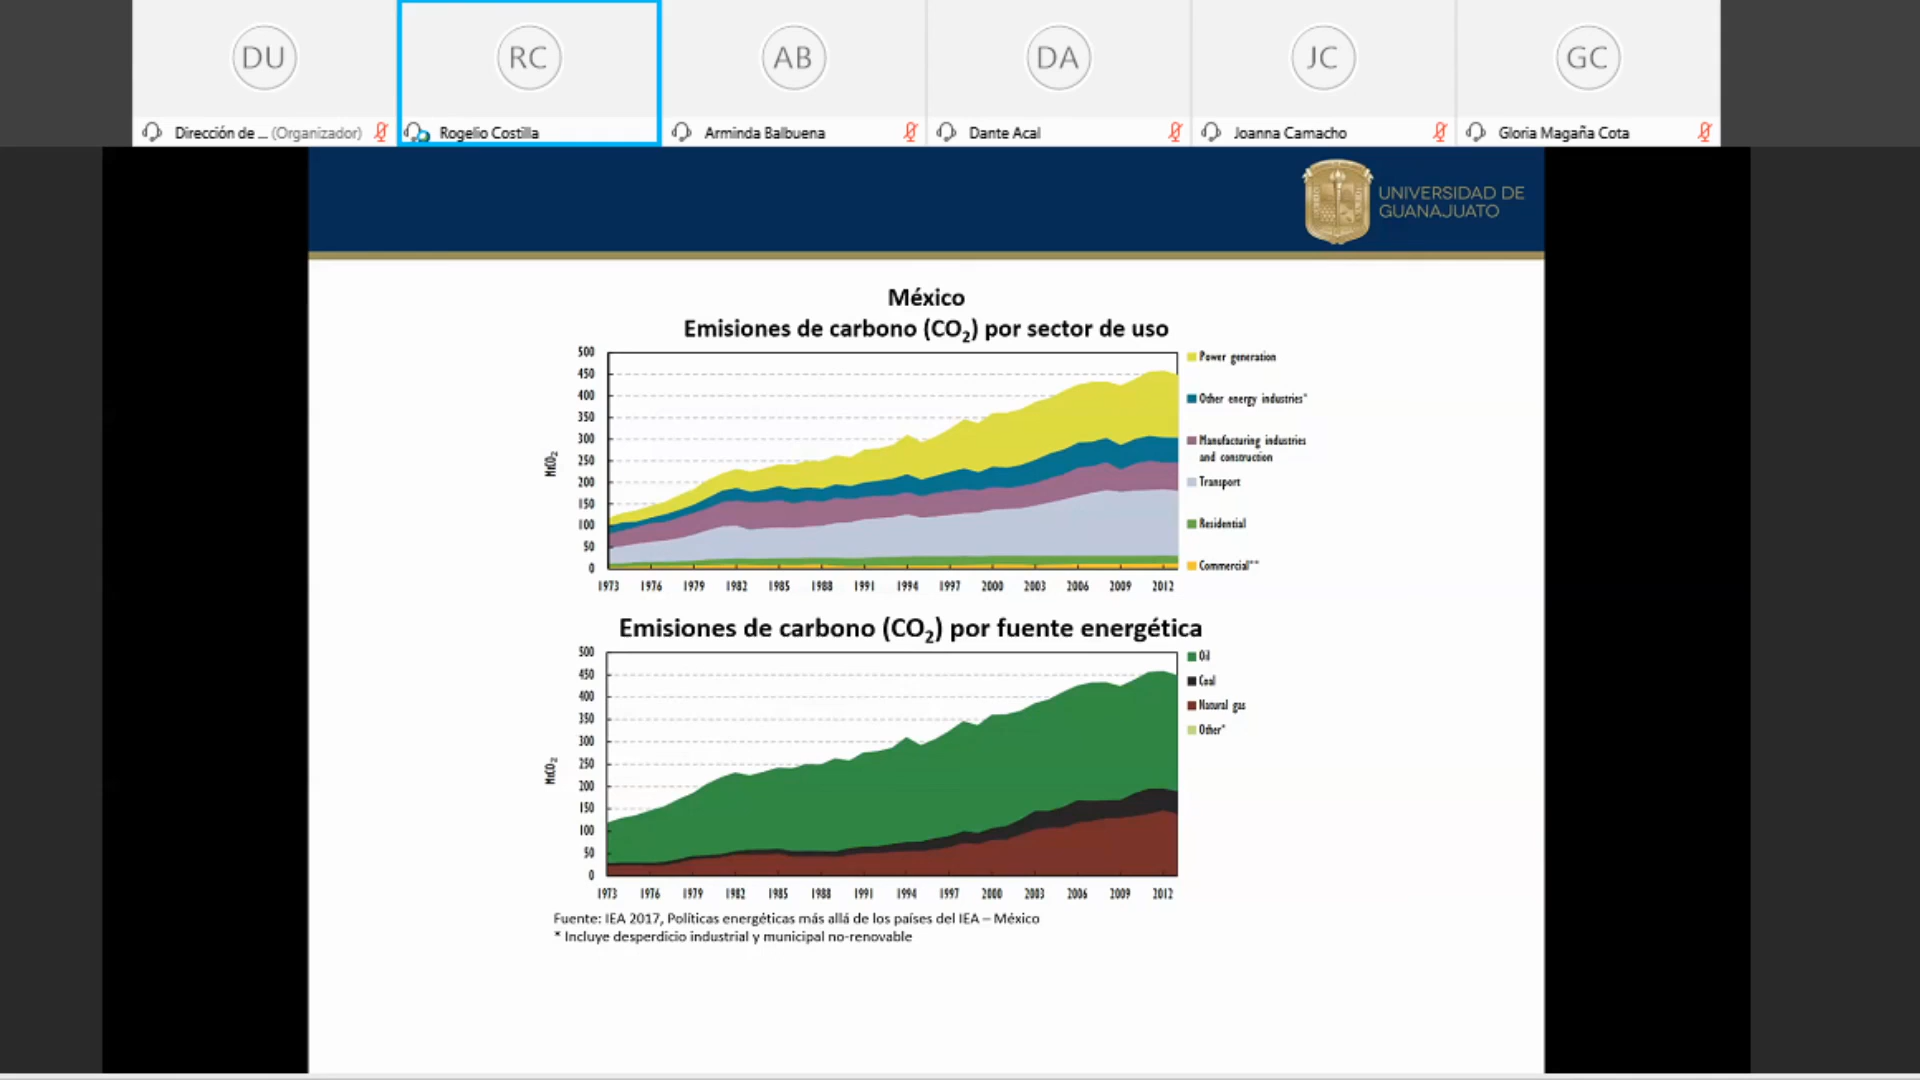 DU
RC
AB
DA
JC
GC
Dirección de ... (Organizador)
Rogelio Costilla
Arminda Balbuena
Dante Acal
Joanna Camacho
Gloria Magaña Cota
UNIVERSIDAD DE
GUANAJUATO
México
Emisiones de carbono (CO₂) por sector de uso
500
450
400
350
300
250
200
150
100
50
0
MtCO₂
1973 1976 1979 1982 1985 1988 1991 1994 1997 2000 2003 2006 2009 2012
Power generation
Other energy industries*
Manufacturing industries
and construction
Transport
Residential
Commercial**
Emisiones de carbono (CO₂) por fuente energética
500
450
400
350
300
250
200
150
100
50
0
MtCO₂
1973 1976 1979 1982 1985 1988 1991 1994 1997 2000 2003 2006 2009 2012
Oil
Coal
Natural gas
Other*
Fuente: IEA 2017, Políticas energéticas más allá de los países del IEA – México
* Incluye desperdicio industrial y municipal no-renovable